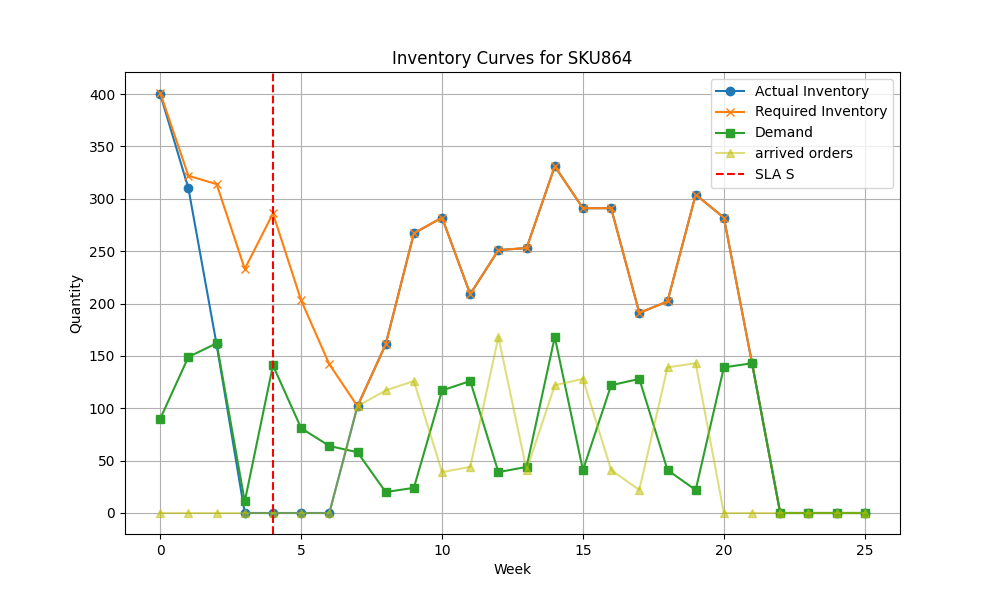 Inventory Curves for SKU864
Quantity
400
350
300
250
200
150
100
50
0
0 5 10 15 20 25
Week
Actual Inventory
Required Inventory
Demand
arrived orders
SLA S